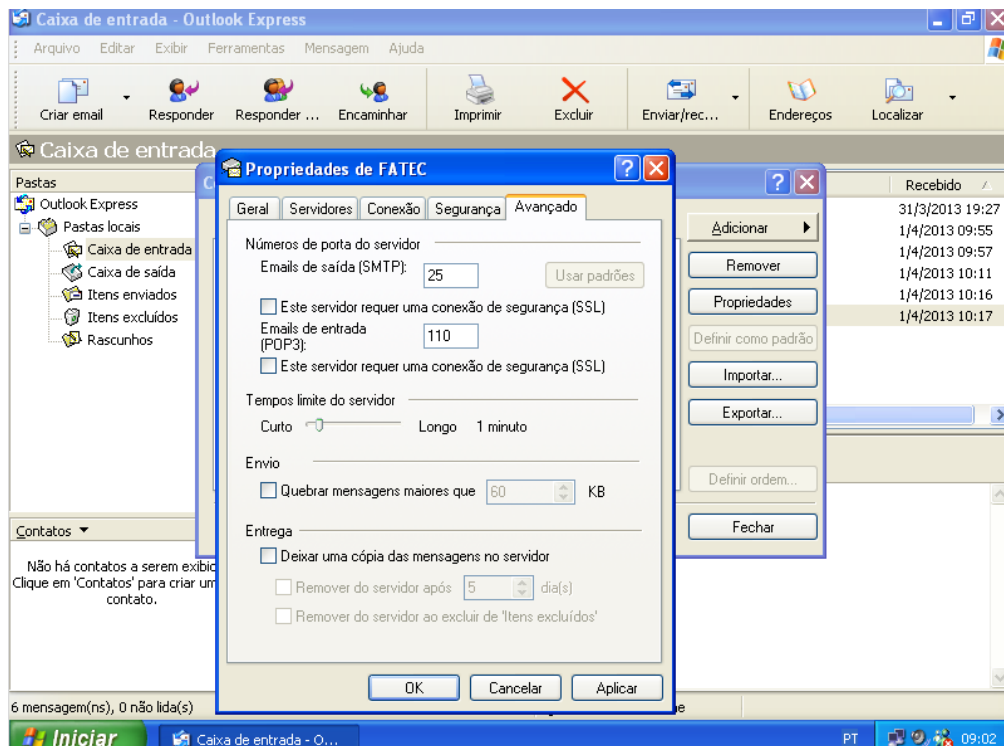 Caixa de entrada - Outlook Express
Arquivo Editar Exibir Ferramentas Mensagem Ajuda
Criar email Responder Responder ... Encaminhar Imprimir Excluir Enviar/rec... Endereços Localizar
Caixa de entrada
Pastas
Outlook Express
Pastas locais
Caixa de entrada
Caixa de saída
Itens enviados
Itens excluídos
Rascunhos
Contatos
Não há contatos a serem exibic
Clique em 'Contatos' para criar um
contato.
Propriedades de FATEC
Geral Servidores Conexão Segurança Avançado
Números de porta do servidor
Emails de saída (SMTP): 25 Usar padrões
Este servidor requer uma conexão de segurança (SSL)
Emails de entrada
(POP3): 110
Este servidor requer uma conexão de segurança (SSL)
Tempos limite do servidor
Curto Longo 1 minuto
Envio
Quebrar mensagens maiores que 60 KB
Entrega
Deixar uma cópia das mensagens no servidor
Remover do servidor após 5 dia(s)
Remover do servidor ao excluir de 'Itens excluídos'
OK Cancelar Aplicar
Adicionar
Remover
Propriedades
Definir como padrão
Importar...
Exportar...
Definir ordem...
Fechar
Recebido
31/3/2013 19:27
1/4/2013 09:55
1/4/2013 09:57
1/4/2013 10:11
1/4/2013 10:16
1/4/2013 10:17
6 mensagem(ns), 0 não lida(s)
Iniciar Caixa de entrada - O... PT 09:02